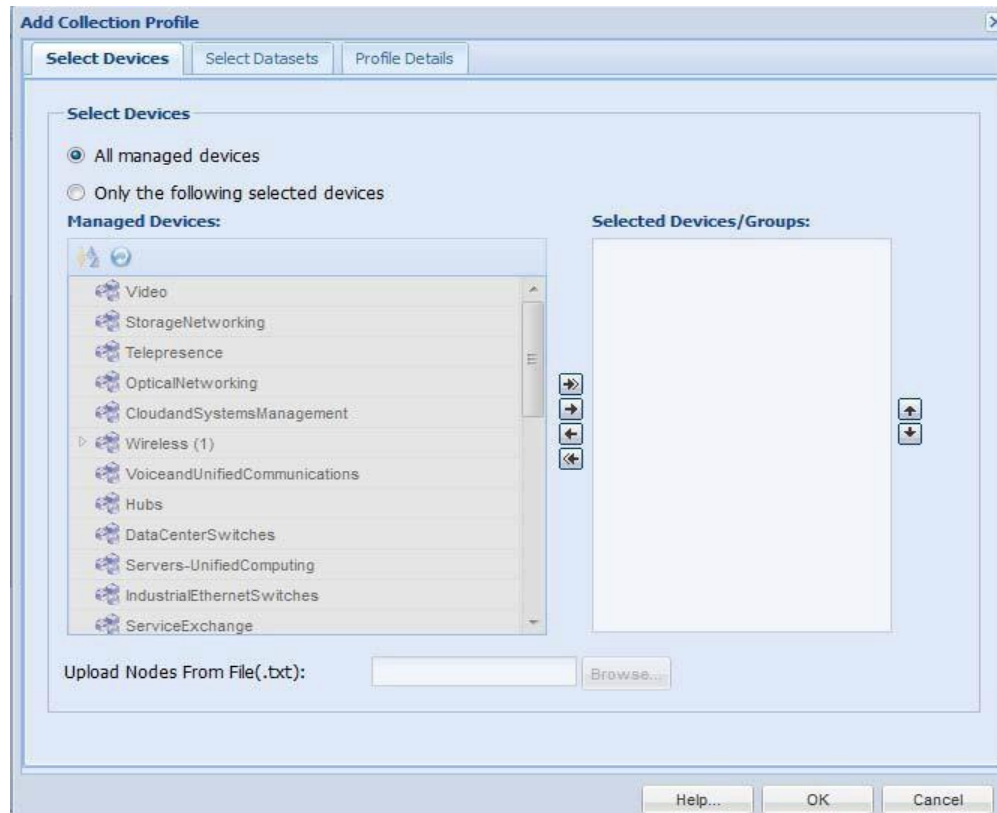 Add Collection Profile
Select Devices
Select Datasets
Profile Details
Select Devices
All managed devices
Only the following selected devices
Managed Devices:
Selected Devices/Groups:
Video
StorageNetworking
Telepresence
OpticalNetworking
CloudandSystemsManagement
Wireless (1)
VoiceandUnifiedCommunications
Hubs
DataCenterSwitches
Servers-UnifiedComputing
IndustrialEthernetSwitches
ServiceExchange
Upload Nodes From File(.txt):
Browse...
Help...
OK
Cancel